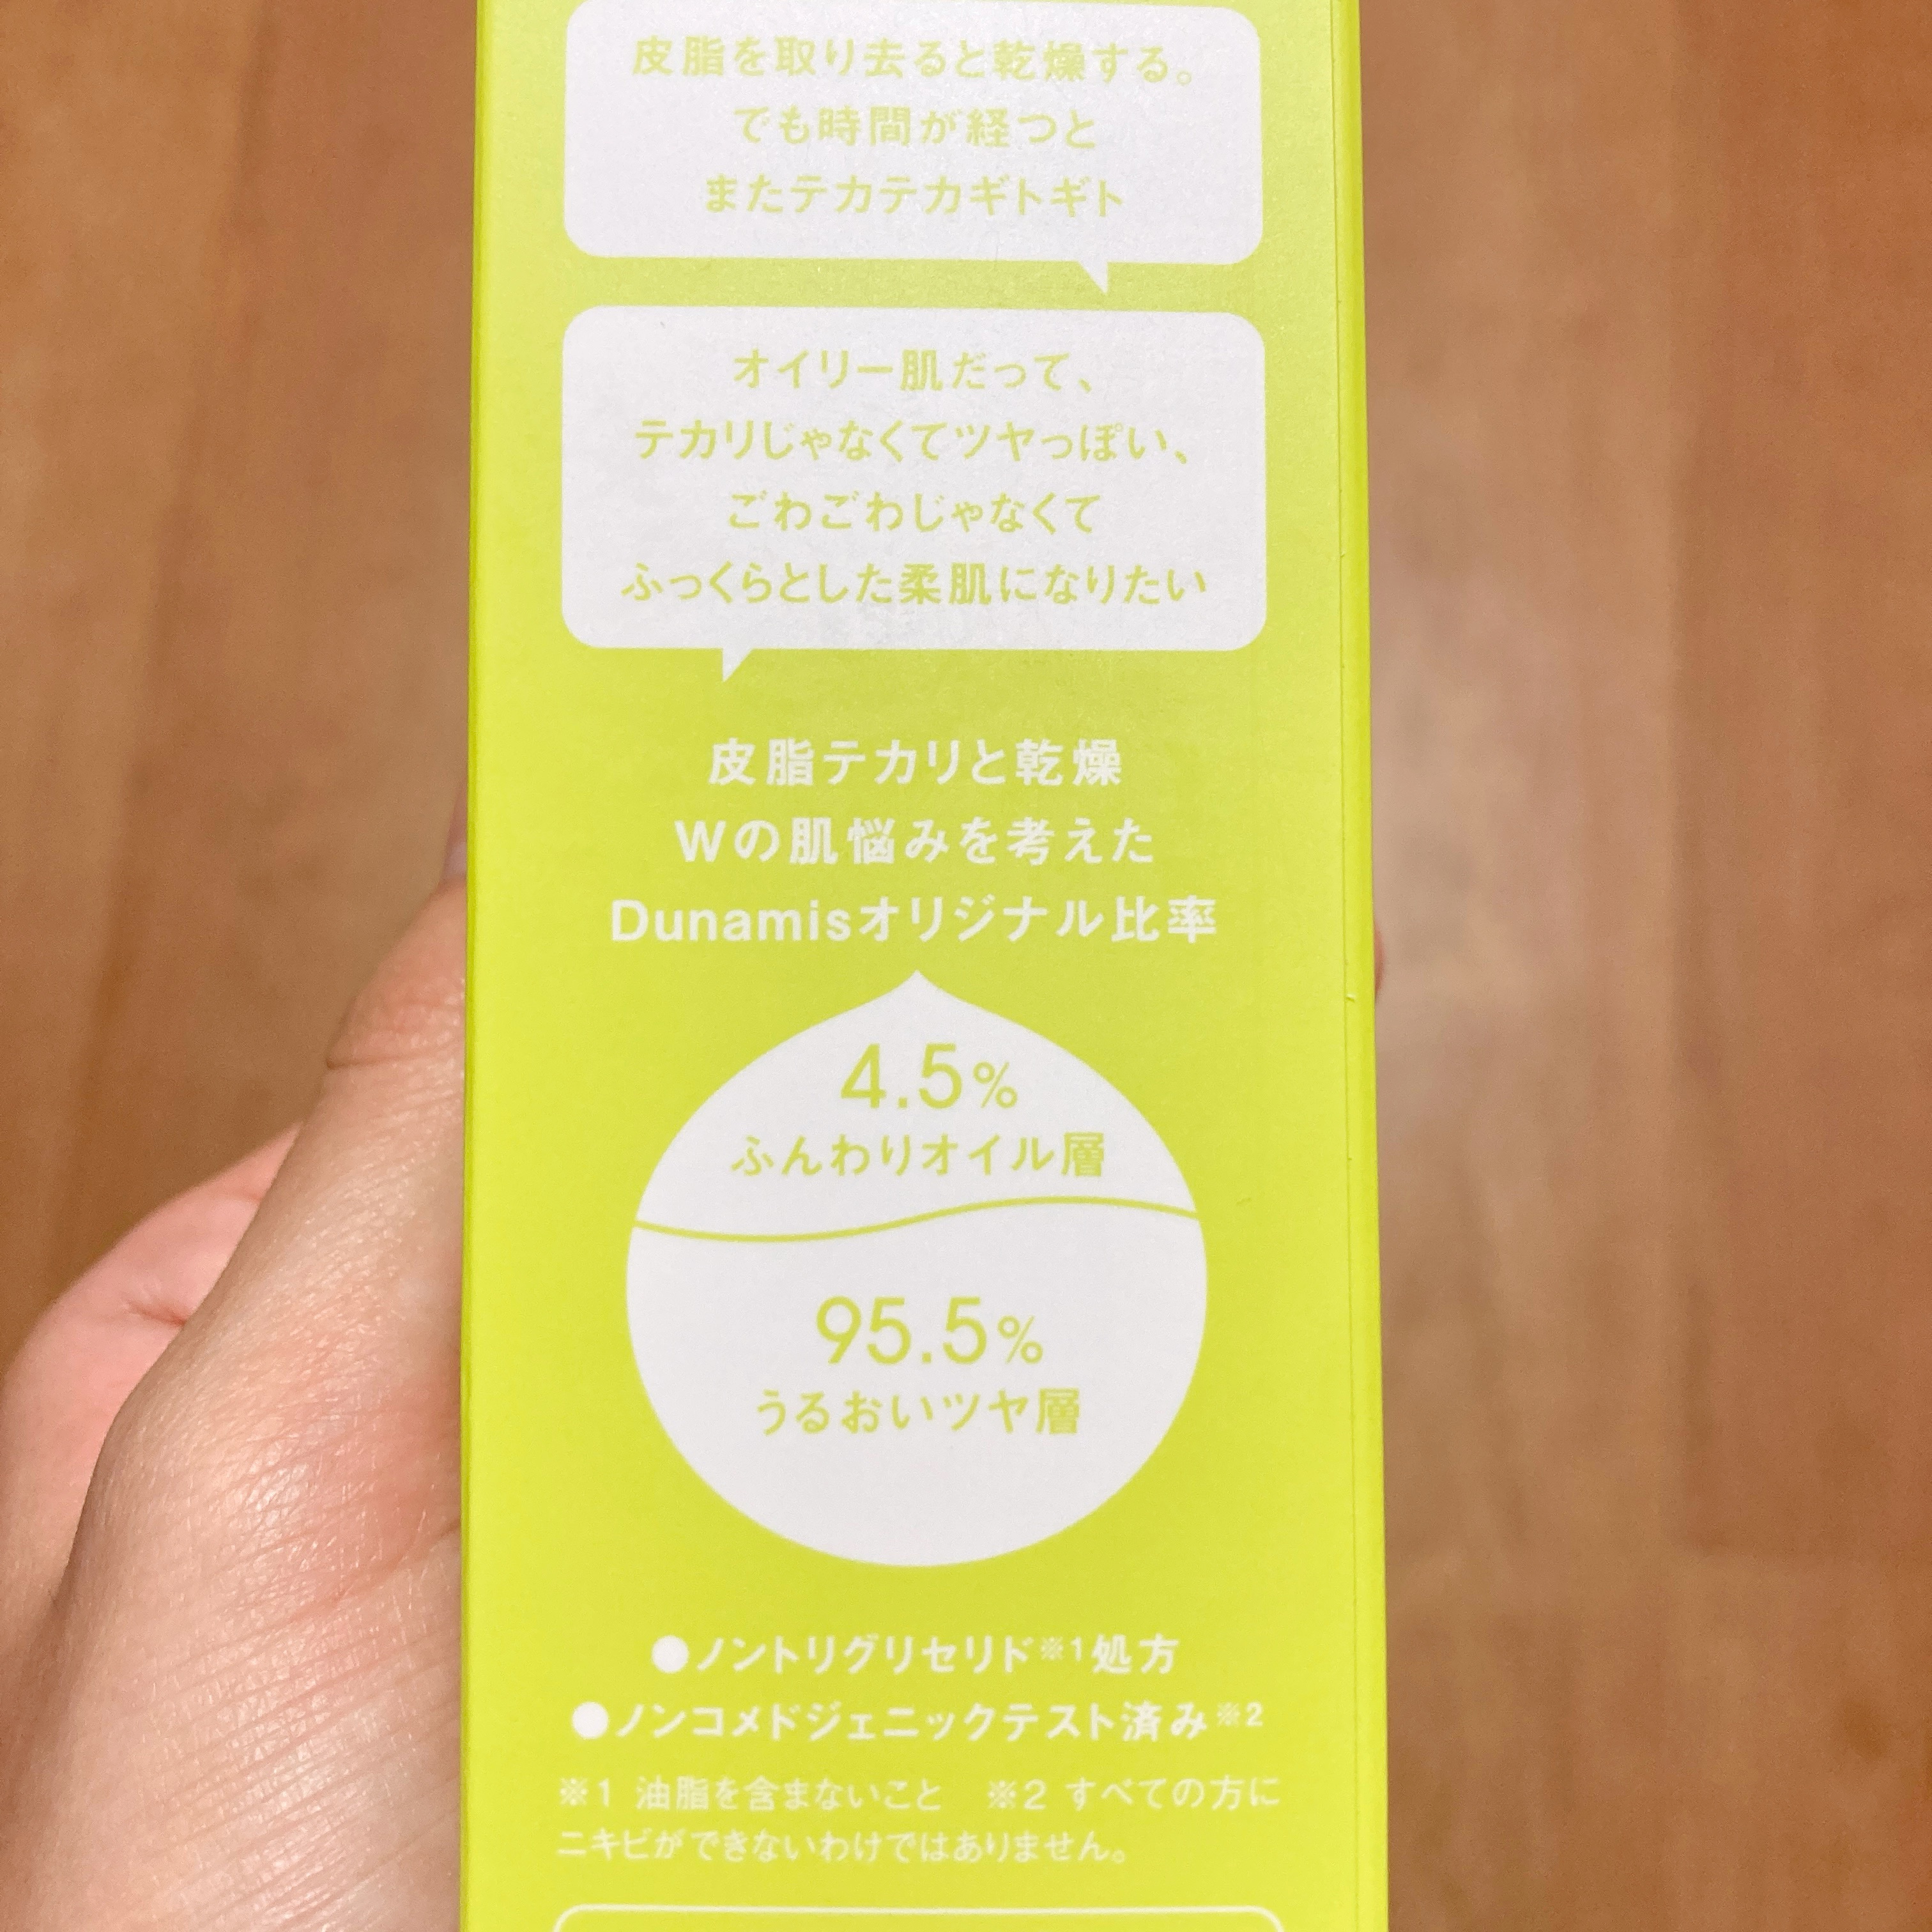 皮脂を取り去ると乾燥する。
でも時間が経つと
またテカテカギトギト
オイリー肌だって、
テカリじゃなくてツヤっぽい、
ごわごわじゃなくて
ふっくらとした柔肌になりたい
皮脂テカリと乾燥
Wの肌悩みを考えた
Dunamisオリジナル比率
4.5%
ふんわりオイル層
95.5%
うるおいツヤ層
●ノントリグリセリド※1処方
●ノンコメドジェニックテスト済み※2
※1 油脂を含まないこと ※2 すべての方に
ニキビができないわけではありません。